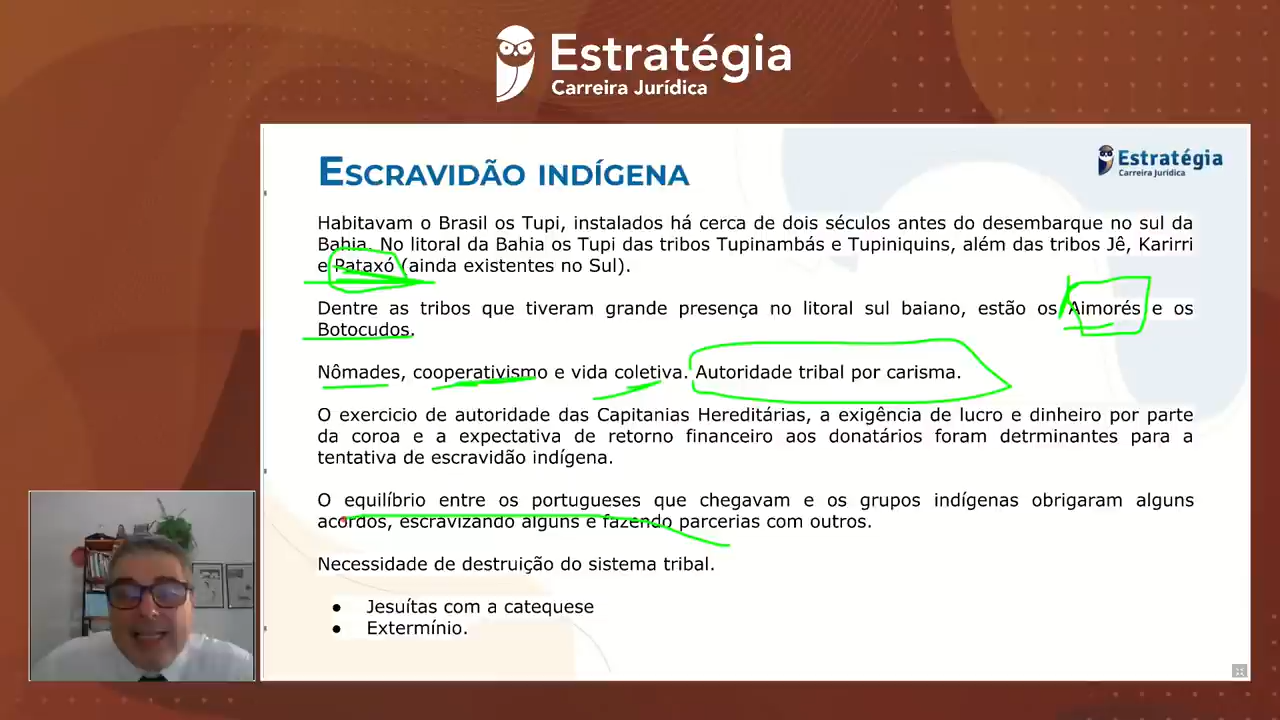 Estratégia
Carreira Jurídica
Estratégia
Carreira Jurídica
ESCRAVIDÃO INDÍGENA
Habitavam o Brasil os Tupi, instalados há cerca de dois séculos antes do desembarque no sul da
Bahia. No litoral da Bahia os Tupi das tribos Tupinambás e Tupiniquins, além das tribos Jê, Karirri
e Pataxó (ainda existentes no Sul).
Dentre as tribos que tiveram grande presença no litoral sul baiano, estão os Aimorés e os
Botocudos.
Nômades, cooperativismo e vida coletiva. Autoridade tribal por carisma.
O exercicio de autoridade das Capitanias Hereditárias, a exigência de lucro e dinheiro por parte
da coroa e a expectativa de retorno financeiro aos donatários foram detrminantes para a
tentativa de escravidão indígena.
O equilíbrio entre os portugueses que chegavam e os grupos indígenas obrigaram alguns
acordos, escravizando alguns e fazendo parcerias com outros.
Necessidade de destruição do sistema tribal.
● Jesuítas com a catequese
● Extermínio.